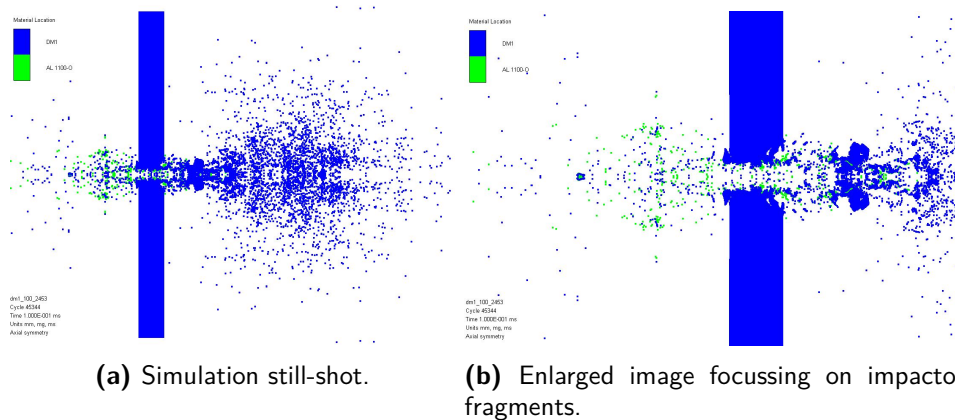 Material Location
DM1
AL 1100-O
dm1_100_2453
Cycle 45344
Time 1.000E-001 ms
Units mm, mg, ms
Axial symmetry
(a) Simulation still-shot.
Material Location
DM1
AL 1100-O
dm1_100_2453
Cycle 45344
Time 1.000E-001 ms
Units mm, mg, ms
Axial symmetry
(b) Enlarged image focussing on impacto
fragments.